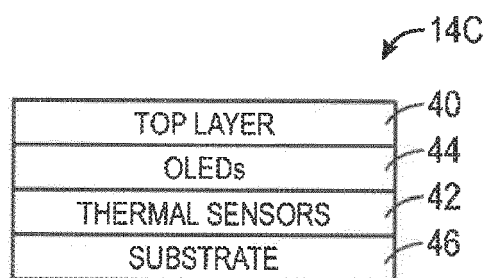 14C
TOP LAYER 40
OLEDs 44
THERMAL SENSORS 42
SUBSTRATE 46